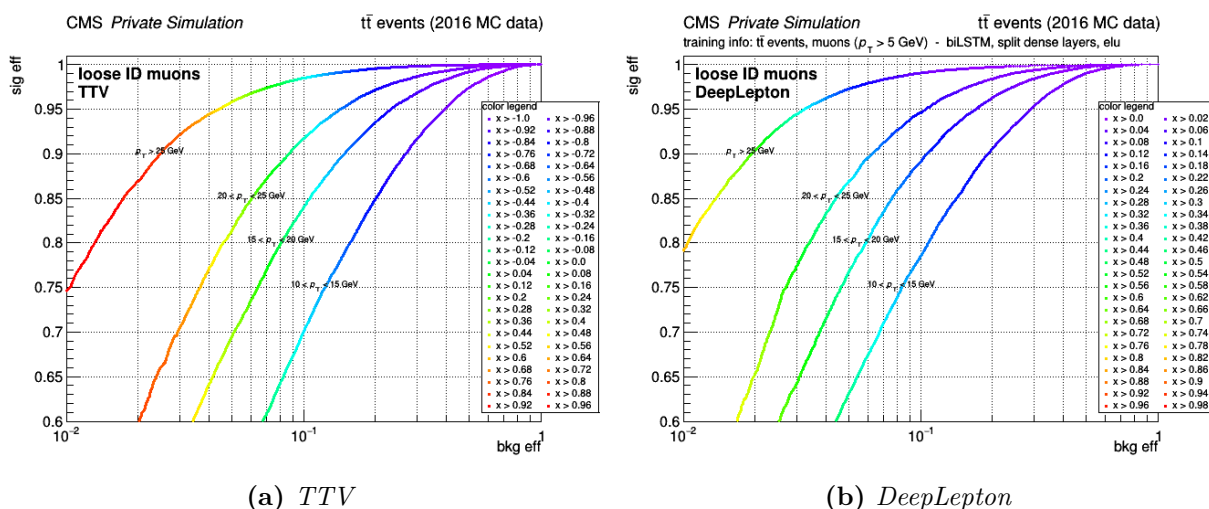 CMS Private Simulation tt̄ events (2016 MC data)
sig eff
1
0.95
0.9
0.85
0.8
0.75
0.7
0.65
0.6
loose ID muons
TTV
p_T > 25 GeV
20 < p_T < 25 GeV
15 < p_T < 20 GeV
10 < p_T < 15 GeV
color legend
x > -1.0 x > -0.96
x > -0.92 x > -0.88
x > -0.84 x > -0.8
x > -0.76 x > -0.72
x > -0.68 x > -0.64
x > -0.6 x > -0.56
x > -0.52 x > -0.48
x > -0.44 x > -0.4
x > -0.36 x > -0.32
x > -0.28 x > -0.24
x > -0.2 x > -0.16
x > -0.12 x > -0.08
x > -0.04 x > 0.0
x > 0.04 x > 0.08
x > 0.12 x > 0.16
x > 0.2 x > 0.24
x > 0.28 x > 0.32
x > 0.36 x > 0.4
x > 0.44 x > 0.48
x > 0.52 x > 0.56
x > 0.6 x > 0.64
x > 0.68 x > 0.72
x > 0.76 x > 0.8
x > 0.84 x > 0.88
x > 0.92 x > 0.96
10⁻² 10⁻¹ 1
bkg eff
(a) TTV
CMS Private Simulation tt̄ events (2016 MC data)
training info: tt̄ events, muons (p_T > 5 GeV) - biLSTM, split dense layers, elu
sig eff
1
0.95
0.9
0.85
0.8
0.75
0.7
0.65
0.6
loose ID muons
DeepLepton
p_T > 25 GeV
20 < p_T < 25 GeV
15 < p_T < 20 GeV
10 < p_T < 15 GeV
color legend
x > 0.0 x > 0.02
x > 0.04 x > 0.06
x > 0.08 x > 0.1
x > 0.12 x > 0.14
x > 0.16 x > 0.18
x > 0.2 x > 0.22
x > 0.24 x > 0.26
x > 0.28 x > 0.3
x > 0.32 x > 0.34
x > 0.36 x > 0.38
x > 0.4 x > 0.42
x > 0.44 x > 0.46
x > 0.48 x > 0.5
x > 0.52 x > 0.54
x > 0.56 x > 0.58
x > 0.6 x > 0.62
x > 0.64 x > 0.66
x > 0.68 x > 0.7
x > 0.72 x > 0.74
x > 0.76 x > 0.78
x > 0.8 x > 0.82
x > 0.84 x > 0.86
x > 0.88 x > 0.9
x > 0.92 x > 0.94
x > 0.96 x > 0.98
10⁻² 10⁻¹ 1
bkg eff
(b) DeepLepton